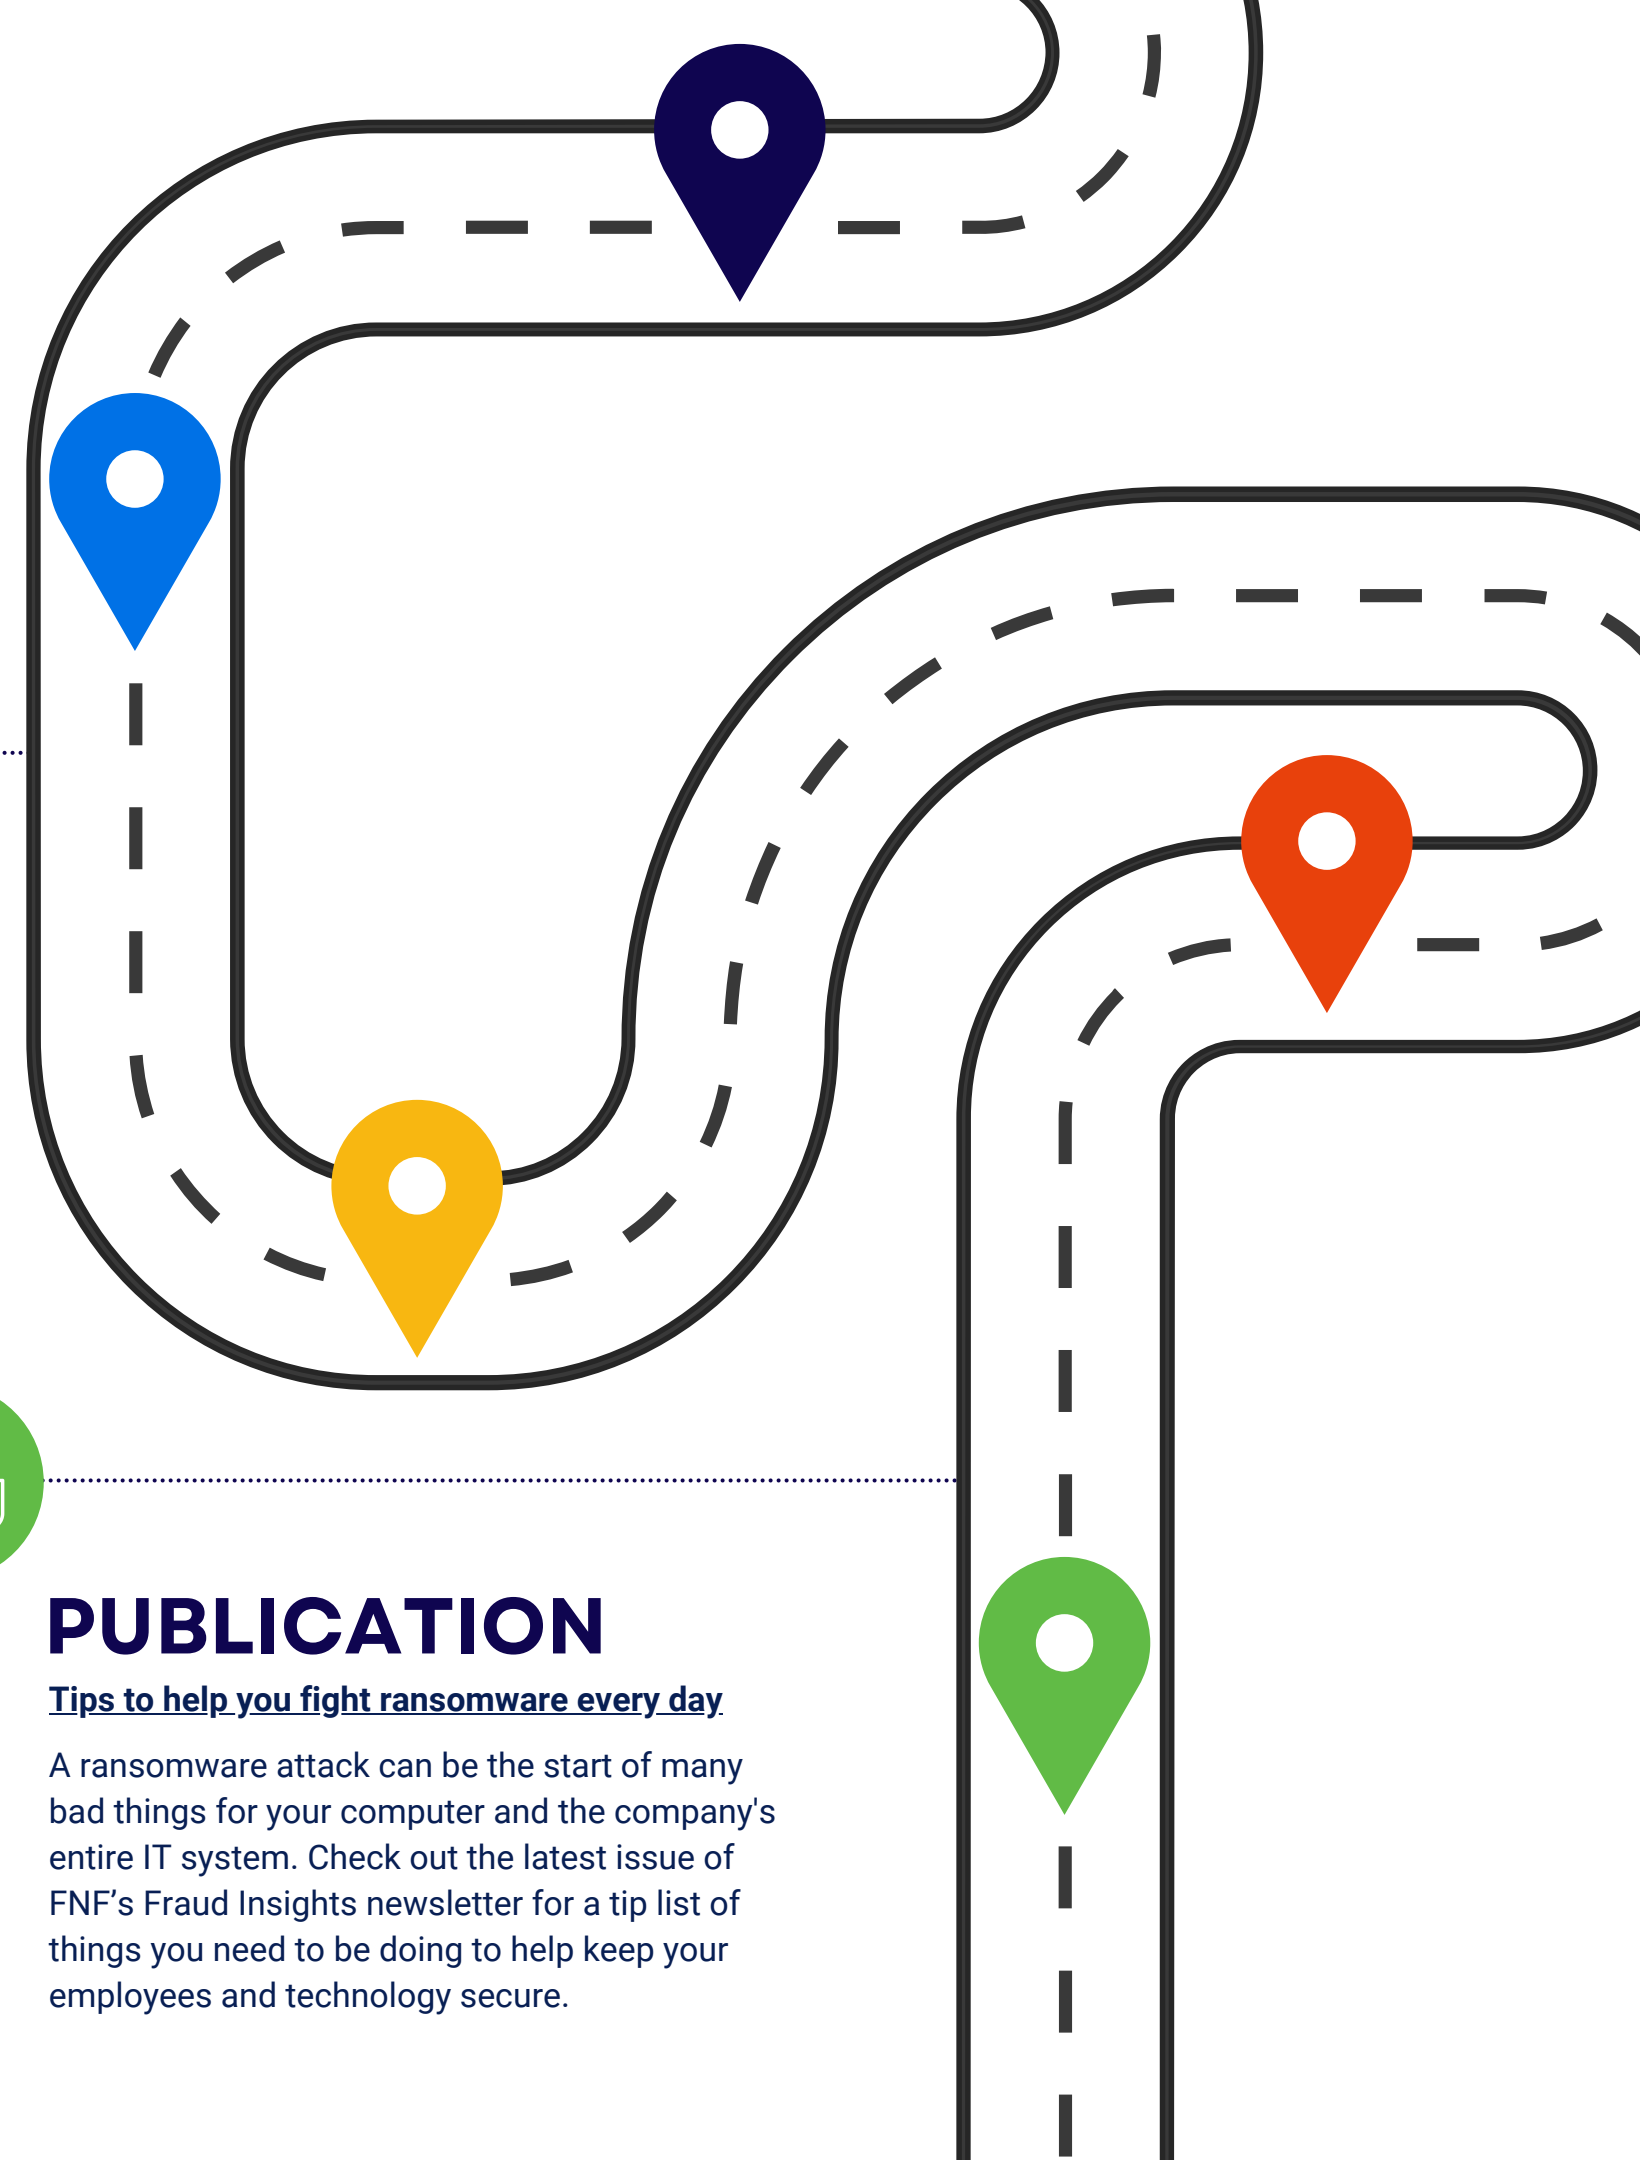 PUBLICATION
Tips to help you fight ransomware every day
A ransomware attack can be the start of many
bad things for your computer and the company's
entire IT system. Check out the latest issue of
FNF’s Fraud Insights newsletter for a tip list of
things you need to be doing to help keep your
employees and technology secure.